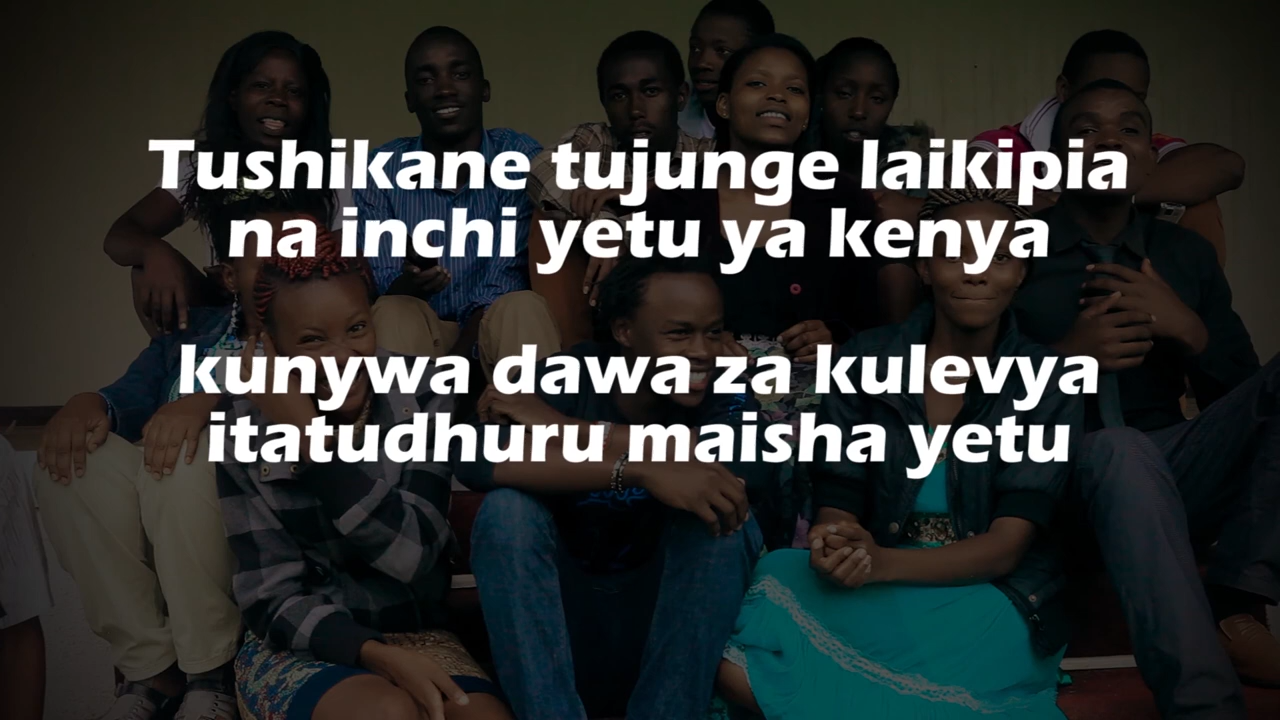 Tushikane tujunge laikipia
na inchi yetu ya kenya
kunywa dawa za kulevya
itatudhuru maisha yetu